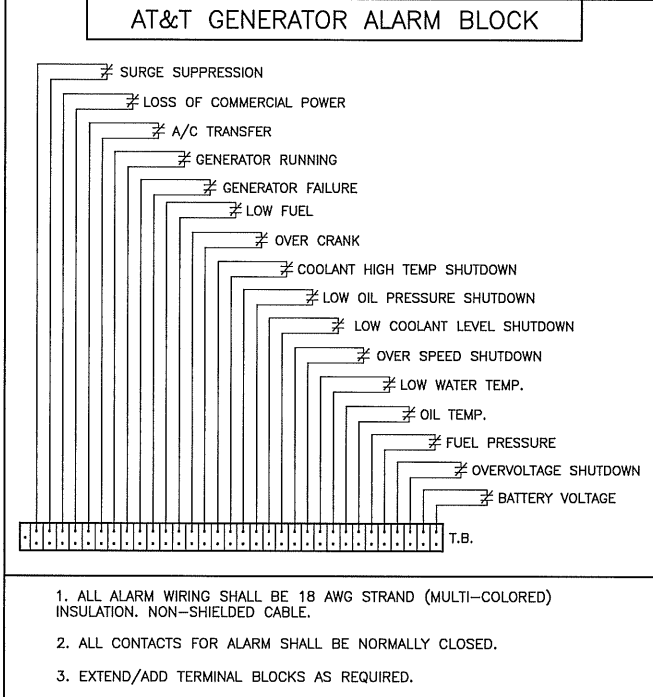 AT&T GENERATOR ALARM BLOCK
SURGE SUPPRESSION
LOSS OF COMMERCIAL POWER
A/C TRANSFER
GENERATOR RUNNING
GENERATOR FAILURE
LOW FUEL
OVER CRANK
COOLANT HIGH TEMP SHUTDOWN
LOW OIL PRESSURE SHUTDOWN
LOW COOLANT LEVEL SHUTDOWN
OVER SPEED SHUTDOWN
LOW WATER TEMP.
OIL TEMP.
FUEL PRESSURE
OVERVOLTAGE SHUTDOWN
BATTERY VOLTAGE
T.B.
1. ALL ALARM WIRING SHALL BE 18 AWG STRAND (MULTI-COLORED)
INSULATION. NON-SHIELDED CABLE.
2. ALL CONTACTS FOR ALARM SHALL BE NORMALLY CLOSED.
3. EXTEND/ADD TERMINAL BLOCKS AS REQUIRED.